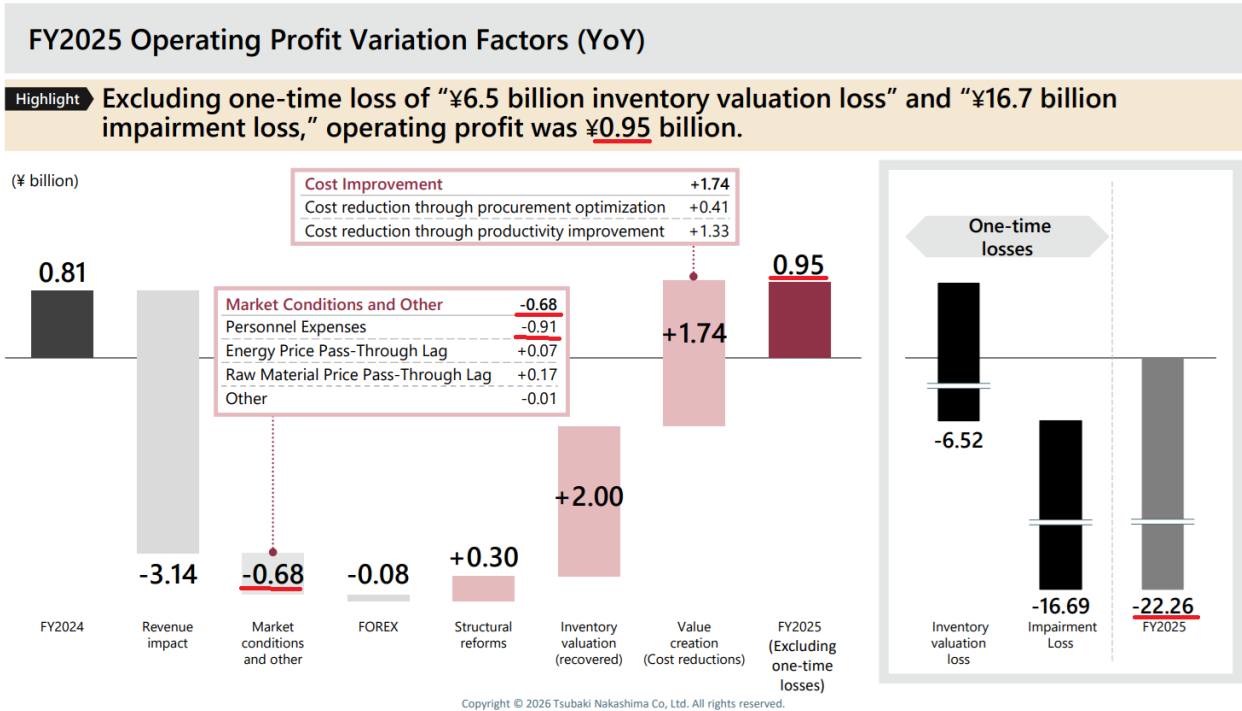 FY2025 Operating Profit Variation Factors (YoY)
Highlight
Excluding one-time loss of “¥6.5 billion inventory valuation loss” and “¥16.7 billion
impairment loss,” operating profit was ¥0.95 billion.
(¥ billion)
Cost Improvement +1.74
Cost reduction through procurement optimization +0.41
Cost reduction through productivity improvement +1.33
Market Conditions and Other -0.68
Personnel Expenses -0.91
Energy Price Pass-Through Lag +0.07
Raw Material Price Pass-Through Lag +0.17
Other -0.01
0.81
-3.14
-0.68
-0.08
+0.30
+2.00
+1.74
0.95
FY2024
Revenue
impact
Market
conditions
and other
FOREX
Structural
reforms
Inventory
valuation
(recovered)
Value
creation
(Cost reductions)
FY2025
(Excluding
one-time
losses)
One-time
losses
-6.52
-16.69
-22.26
Inventory
valuation
loss
Impairment
Loss
FY2025
Copyright © 2026 Tsubaki Nakashima Co, Ltd. All rights reserved.